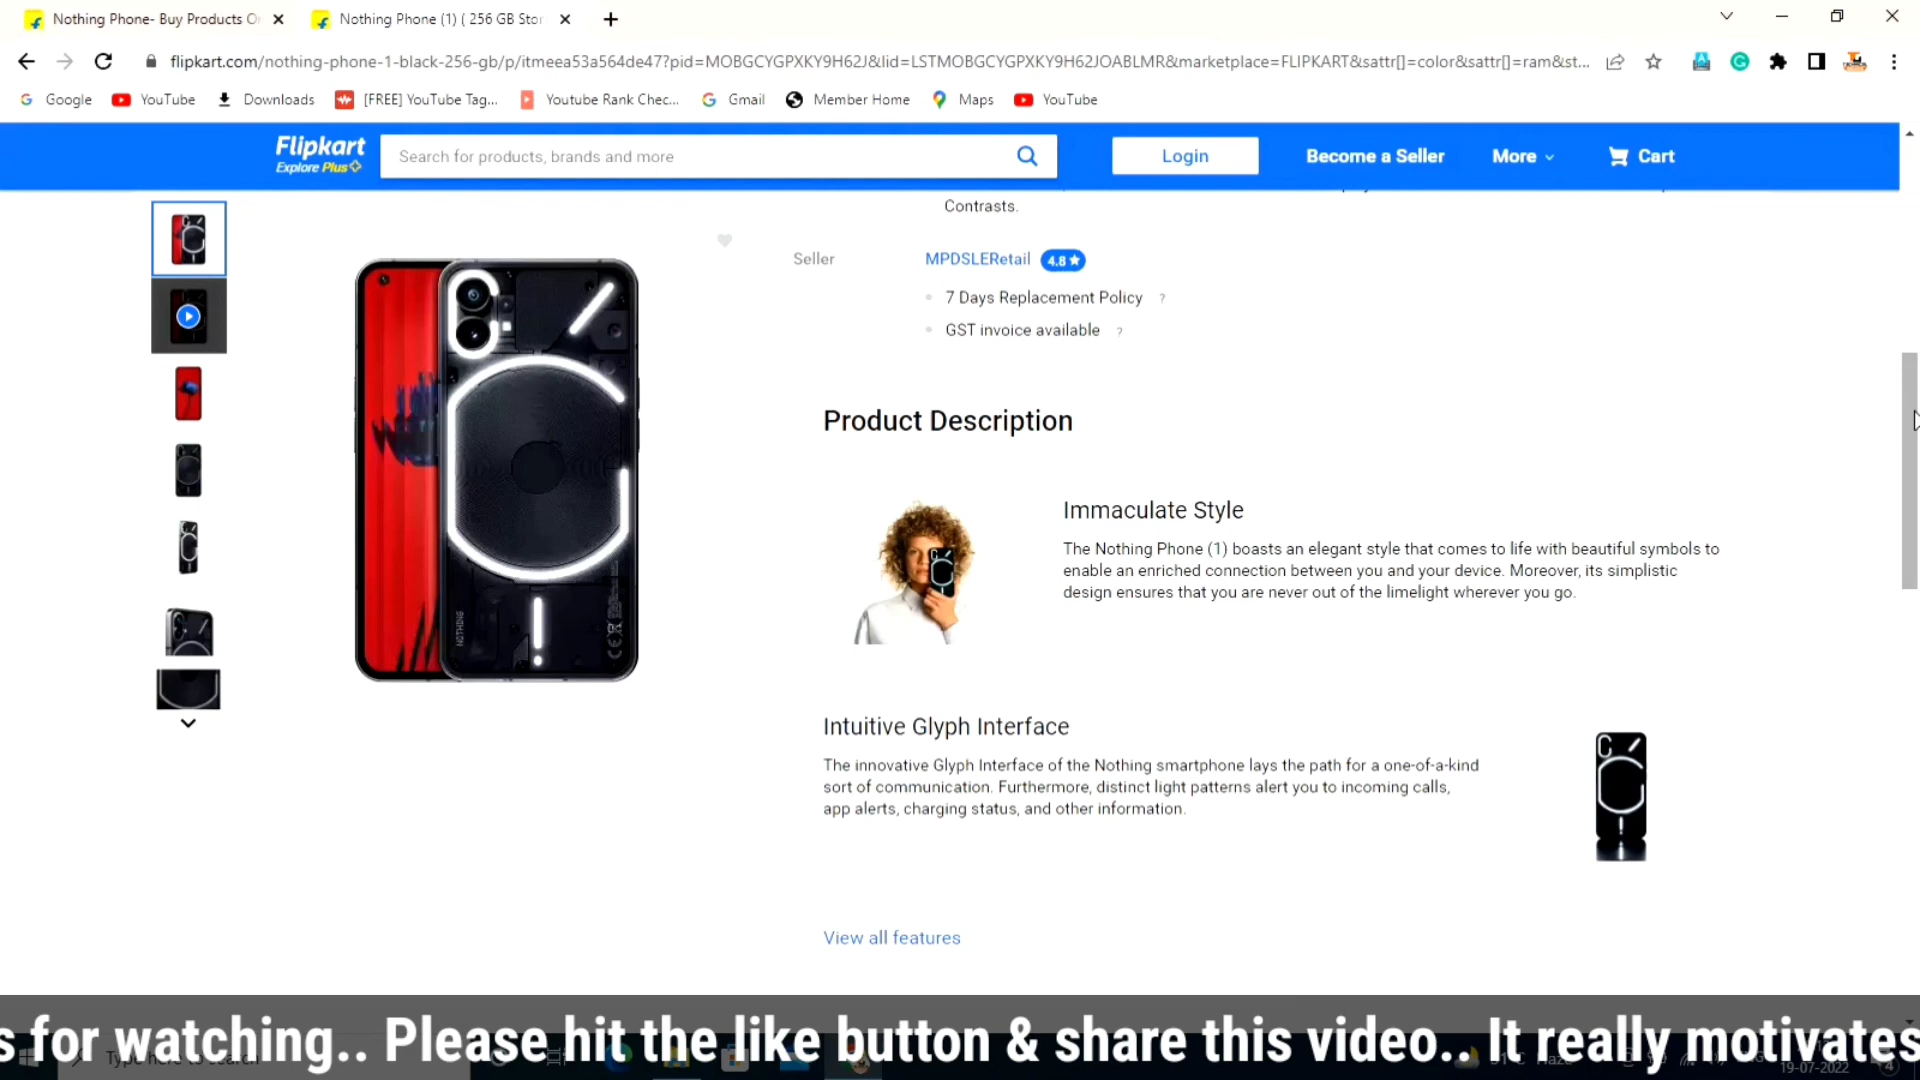 Nothing Phone- Buy Products O
Nothing Phone (1) ( 256 GB Stor
flipkart.com/nothing-phone-1-black-256-gb/p/itmeea53a564de47?pid=MOBGCYGPXKY9H62J&lid=LSTMOBGCYGPXKY9H62JOABLMR&marketplace=FLIPKART&sattr[]=color&sattr[]=ram&st...
Google
YouTube
Downloads
[FREE] YouTube Tag...
Youtube Rank Chec...
Gmail
Member Home
Maps
YouTube
Flipkart
Explore Plus
Search for products, brands and more
Login
Become a Seller
More
Cart
Contrasts.
Seller
MPDSLERetail 4.8★
7 Days Replacement Policy ?
GST invoice available ?
NOTHING
Product Description
Immaculate Style
The Nothing Phone (1) boasts an elegant style that comes to life with beautiful symbols to
enable an enriched connection between you and your device. Moreover, its simplistic
design ensures that you are never out of the limelight wherever you go.
Intuitive Glyph Interface
The innovative Glyph Interface of the Nothing smartphone lays the path for a one-of-a-kind
sort of communication. Furthermore, distinct light patterns alert you to incoming calls,
app alerts, charging status, and other information.
View all features
s for watching.. Please hit the like button & share this video.. It really motivates
Type here to search
19-07-2022